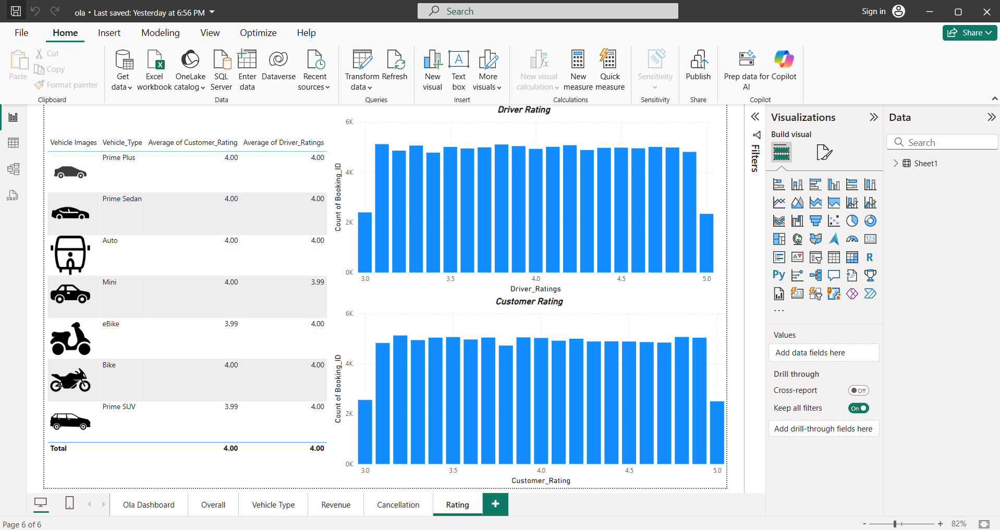 ola • Last saved: Yesterday at 6:56 PM
Search
Sign in
File
Home
Insert
Modeling
View
Optimize
Help
Share
Paste
Cut
Copy
Format painter
Clipboard
Get data
Excel workbook
OneLake catalog
SQL Server
Enter data
Dataverse
Recent sources
Data
Transform data
Refresh
Queries
New visual
Text box
More visuals
Insert
New visual calculation
New measure
Quick measure
Calculations
Sensitivity
Sensitivity
Publish
Share
Prep data for AI
Copilot
Copilot
Vehicle Images Vehicle_Type Average of Customer_Rating Average of Driver_Ratings
Prime Plus 4.00 4.00
Prime Sedan 4.00 4.00
Auto 4.00 4.00
Mini 4.00 3.99
eBike 3.99 4.00
Bike 4.00 4.00
Prime SUV 3.99 4.00
Total 4.00 4.00
Driver Rating
Count of Booking_ID
6K
4K
2K
0K
3.0 3.5 4.0 4.5 5.0
Driver_Ratings
Customer Rating
Count of Booking_ID
6K
4K
2K
0K
3.0 3.5 4.0 4.5 5.0
Customer_Rating
Filters
Visualizations
Build visual
123
R
Py
123
...
Values
Add data fields here
Drill through
Cross-report
Off
Keep all filters
On
Add drill-through fields here
Data
Search
Sheet1
DAX
Ola Dashboard
Overall
Vehicle Type
Revenue
Cancellation
Rating
+
Page 6 of 6
- + 82%